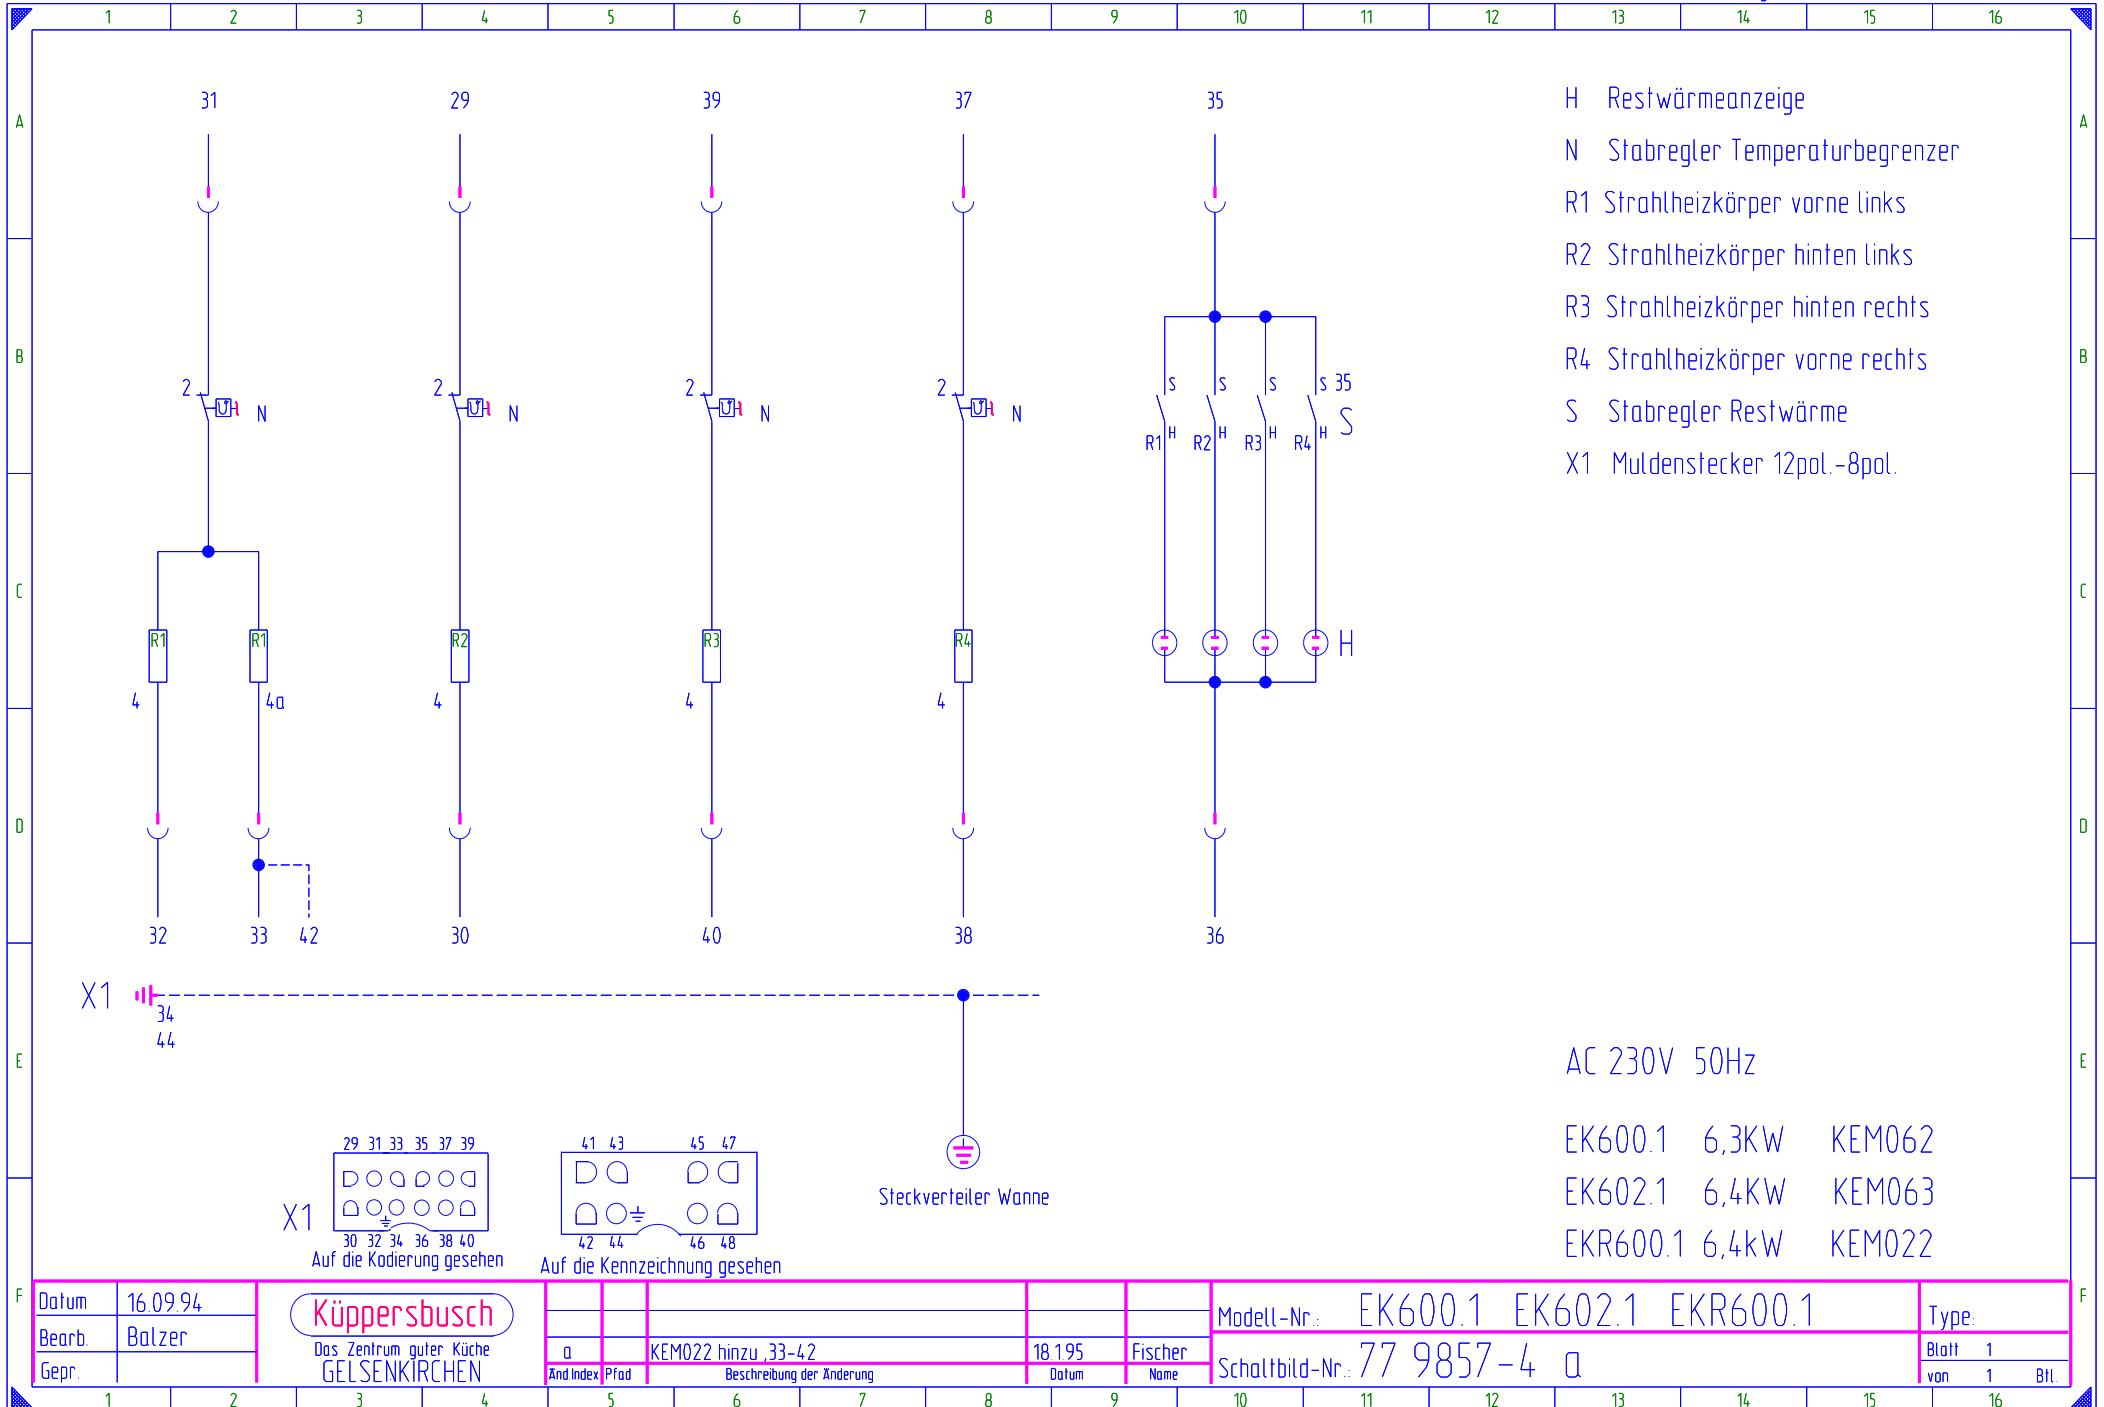 1 2 3 4 5 6 7 8 9 10 11 12 13 14 15 16
A A
B B
C C
D D
E E
F F
31 29 39 37 35
2 N 2 N 2 N 2 N
S S S S 35
S
H H H H
R1 R2 R3 R4
R1 R1 R2 R3 R4
H
4 4a 4 4 4
32 33 42 30 40 38 36
H Restwärmeanzeige
N Stabregler Temperaturbegrenzer
R1 Strahlheizkörper vorne links
R2 Strahlheizkörper hinten links
R3 Strahlheizkörper hinten rechts
R4 Strahlheizkörper vorne rechts
S Stabregler Restwärme
X1 Muldenstecker 12pol.-8pol.
X1
34
44
Steckverteiler Wanne
29 31 33 35 37 39
X1
30 32 34 36 38 40
Auf die Kodierung gesehen
41 43 45 47
42 44 46 48
Auf die Kennzeichnung gesehen
AC 230V 50Hz
EK600.1 6,3KW KEM062
EK602.1 6,4KW KEM063
EKR600.1 6,4kW KEM022
Datum 16.09.94
Bearb. Balzer
Gepr.
Küppersbusch
Das Zentrum guter Küche
GELSENKIRCHEN
a KEM022 hinzu ,33-42 18.1.95 Fischer
Änd.Index Pfad Beschreibung der Änderung Datum Name
Modell-Nr.: EK600.1 EK602.1 EKR600.1
Schaltbild-Nr.: 77 9857-4 a
Type:
Blatt 1
von 1 Btl.
1 2 3 4 5 6 7 8 9 10 11 12 13 14 15 16